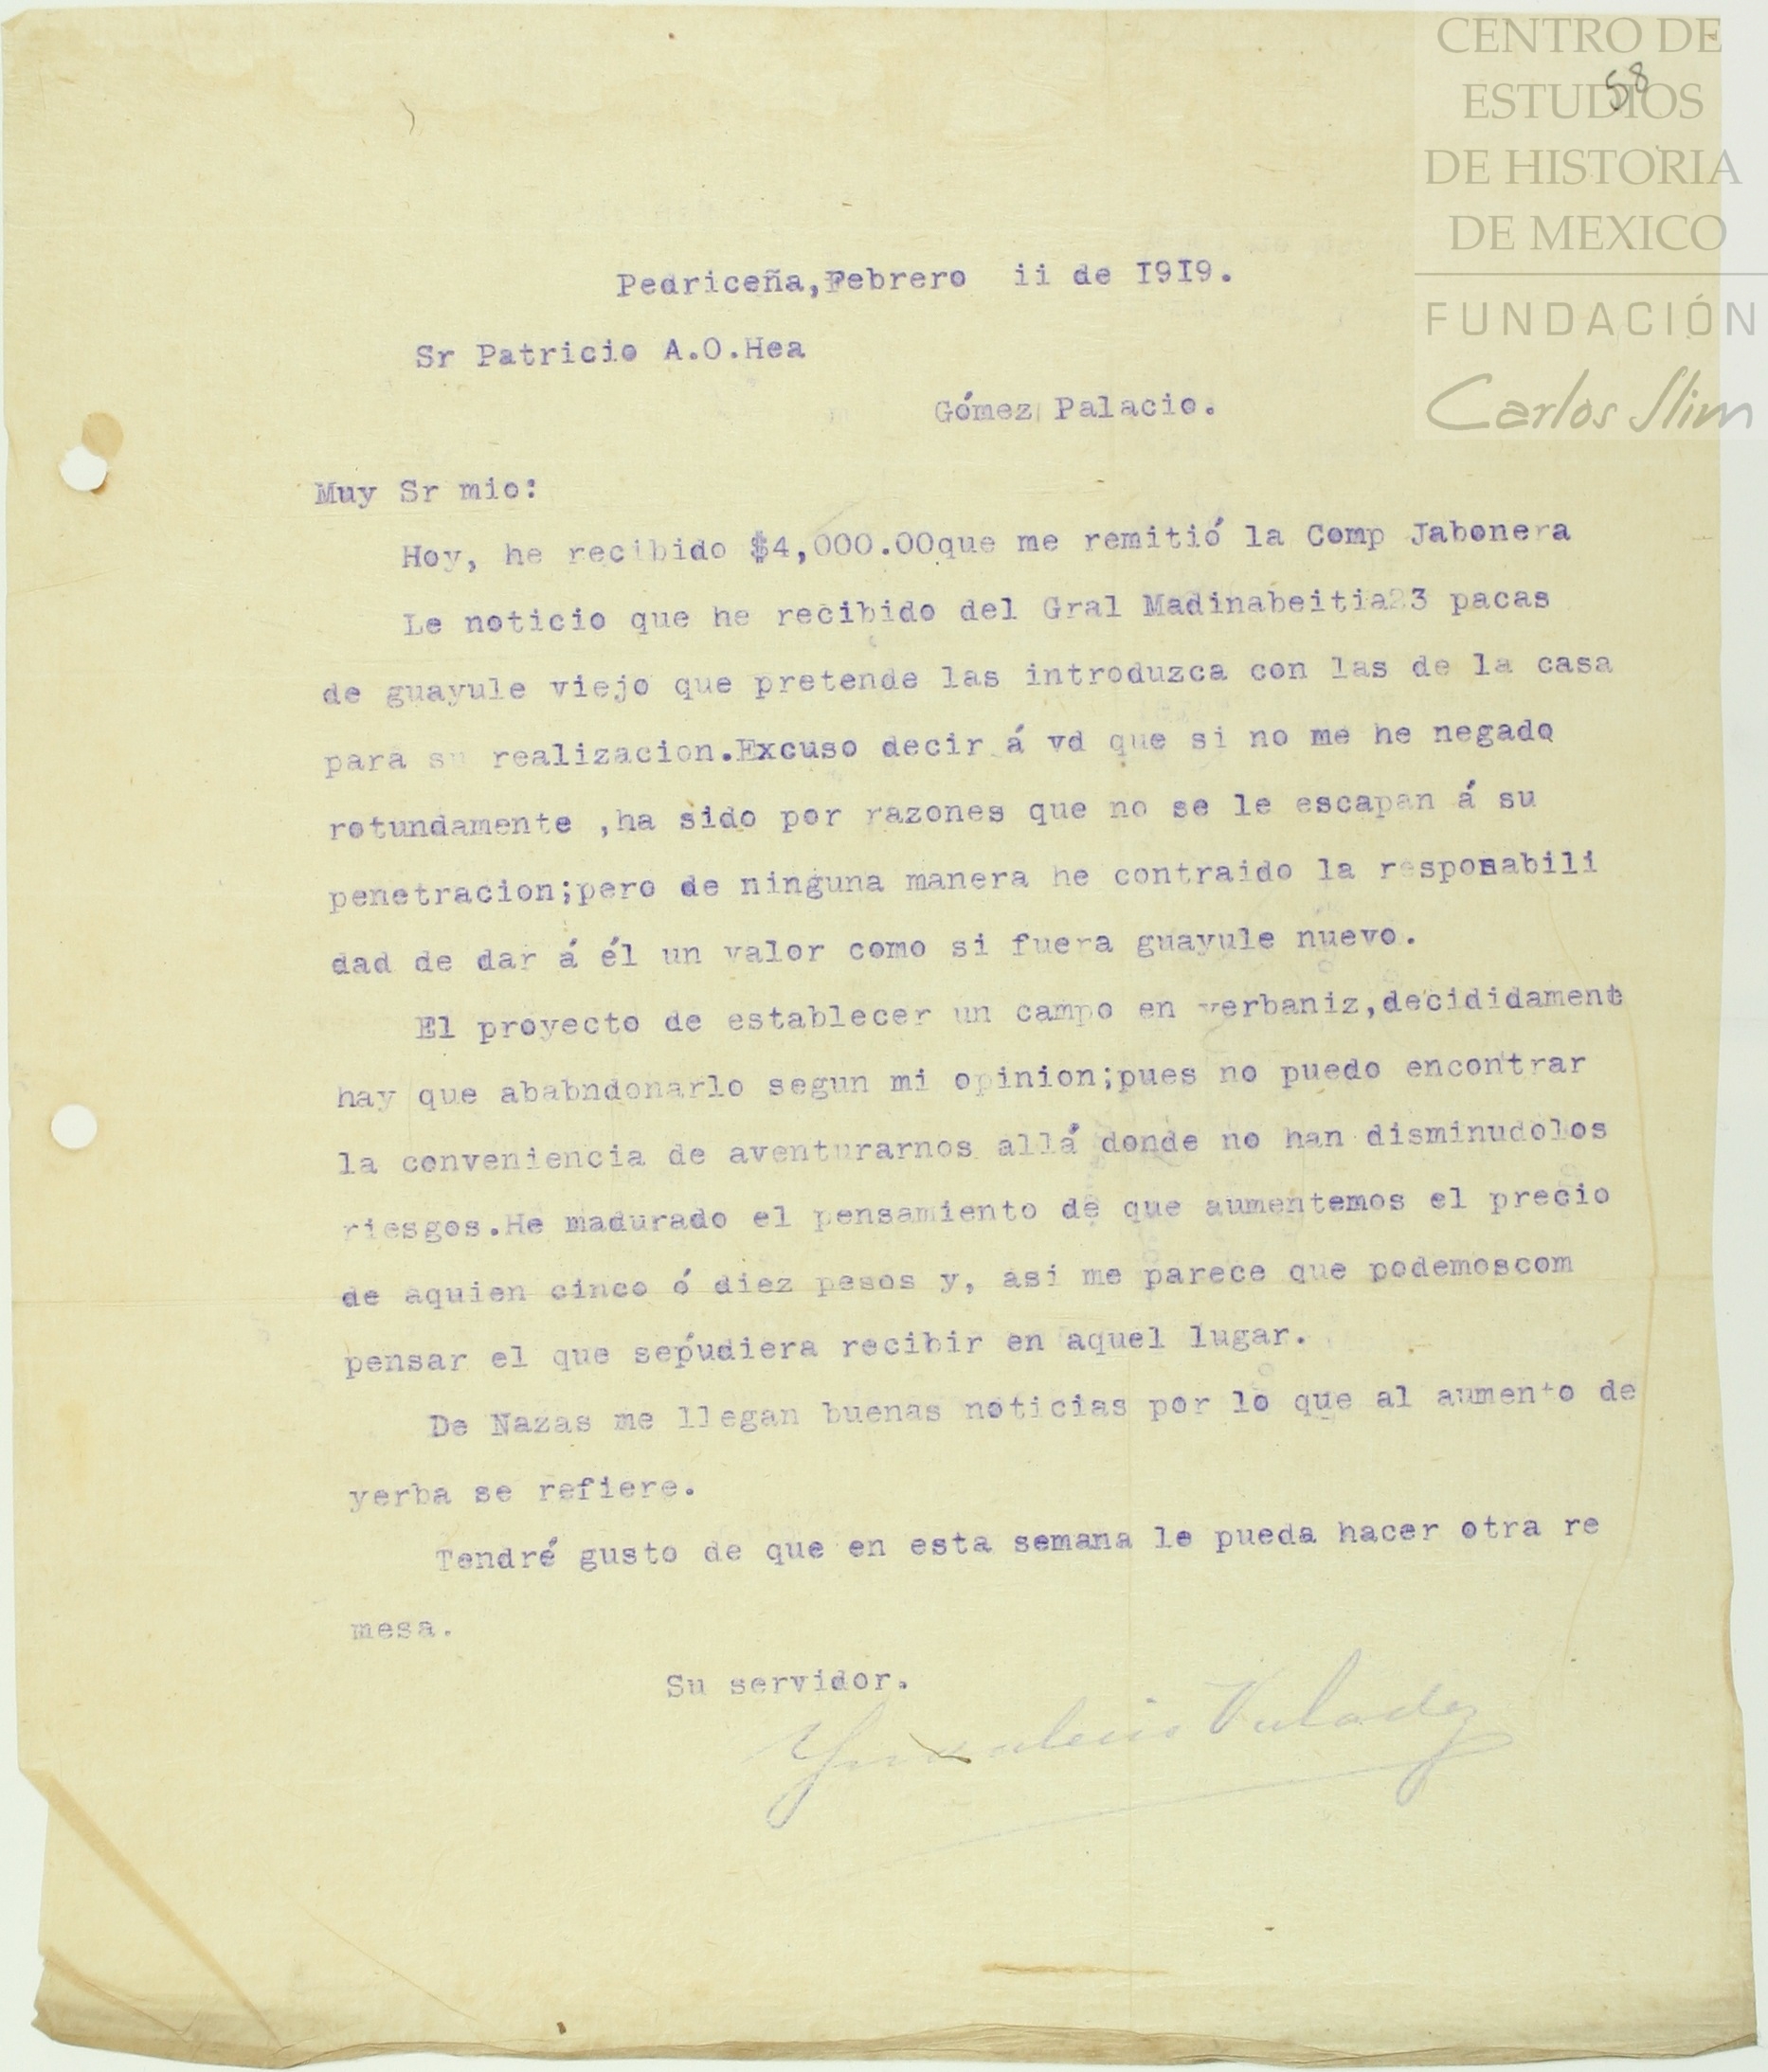 CENTRO DE
ESTUDIOS
58
DE HISTORIA
DE MEXICO
FUNDACIÓN
Carlos Slim
Pedriceña,Febrero ii de I9I9.
Sr Patricio A.O.Hea
Gómez Palacio.
Muy Sr mio:
Hoy, he recibido $4,000.00que me remitió la Comp Jabonera
Le noticio que he recibido del Gral Madinabeitia23 pacas
de guayule viejo que pretende las introduzca con las de la casa
para su realizacion.Excuso decir á vd que si no me he negado
rotundamente ,ha sido por razones que no se le escapan á su
penetracion;pero de ninguna manera he contraido la responsabili
dad de dar á él un valor como si fuera guayule nuevo.
El proyecto de establecer un campo en yerbaniz,decididament
hay que ababndonarlo segun mi opinion;pues no puedo encontrar
la conveniencia de aventurarnos allá donde no han disminudolos
riesgos.He madurado el pensamiento de que aumentemos el precio
de aquien cinco ó diez pesos y, asi me parece que podemoscom
pensar el que sepúdiera recibir en aquel lugar.
De Nazas me llegan buenas noticias por lo que al aumento de
yerba se refiere.
Tendré gusto de que en esta semana le pueda hacer otra re
mesa.
Su servidor.
Valadez